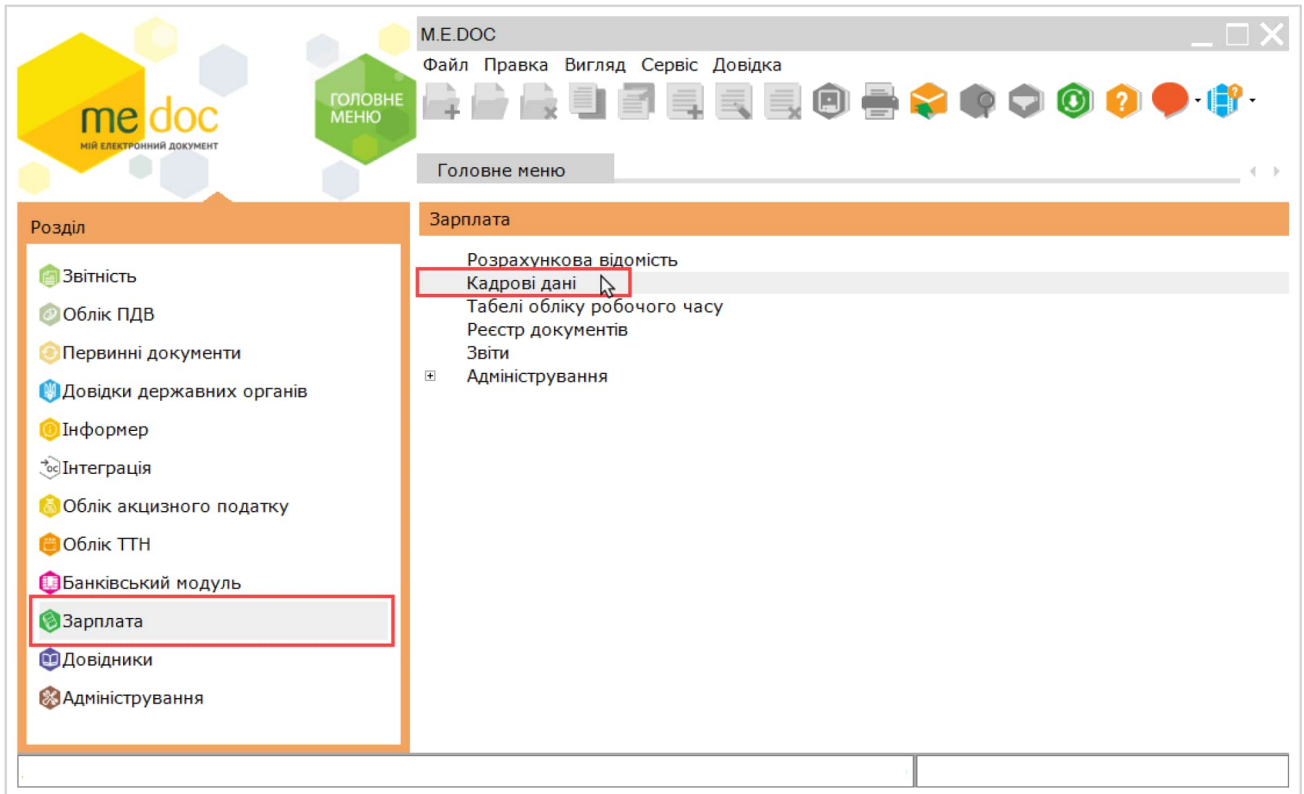 me doc
МІЙ ЕЛЕКТРОННИЙ ДОКУМЕНТ
ГОЛОВНЕ
МЕНЮ
M.E.DOC
Файл Правка Вигляд Сервіс Довідка
Головне меню
Розділ
Звітність
Облік ПДВ
Первинні документи
Довідки державних органів
Інформер
Інтеграція
Облік акцизного податку
Облік ТТН
Банківський модуль
Зарплата
Довідники
Адміністрування
Зарплата
Розрахункова відомість
Кадрові дані
Табелі обліку робочого часу
Реєстр документів
Звіти
Адміністрування